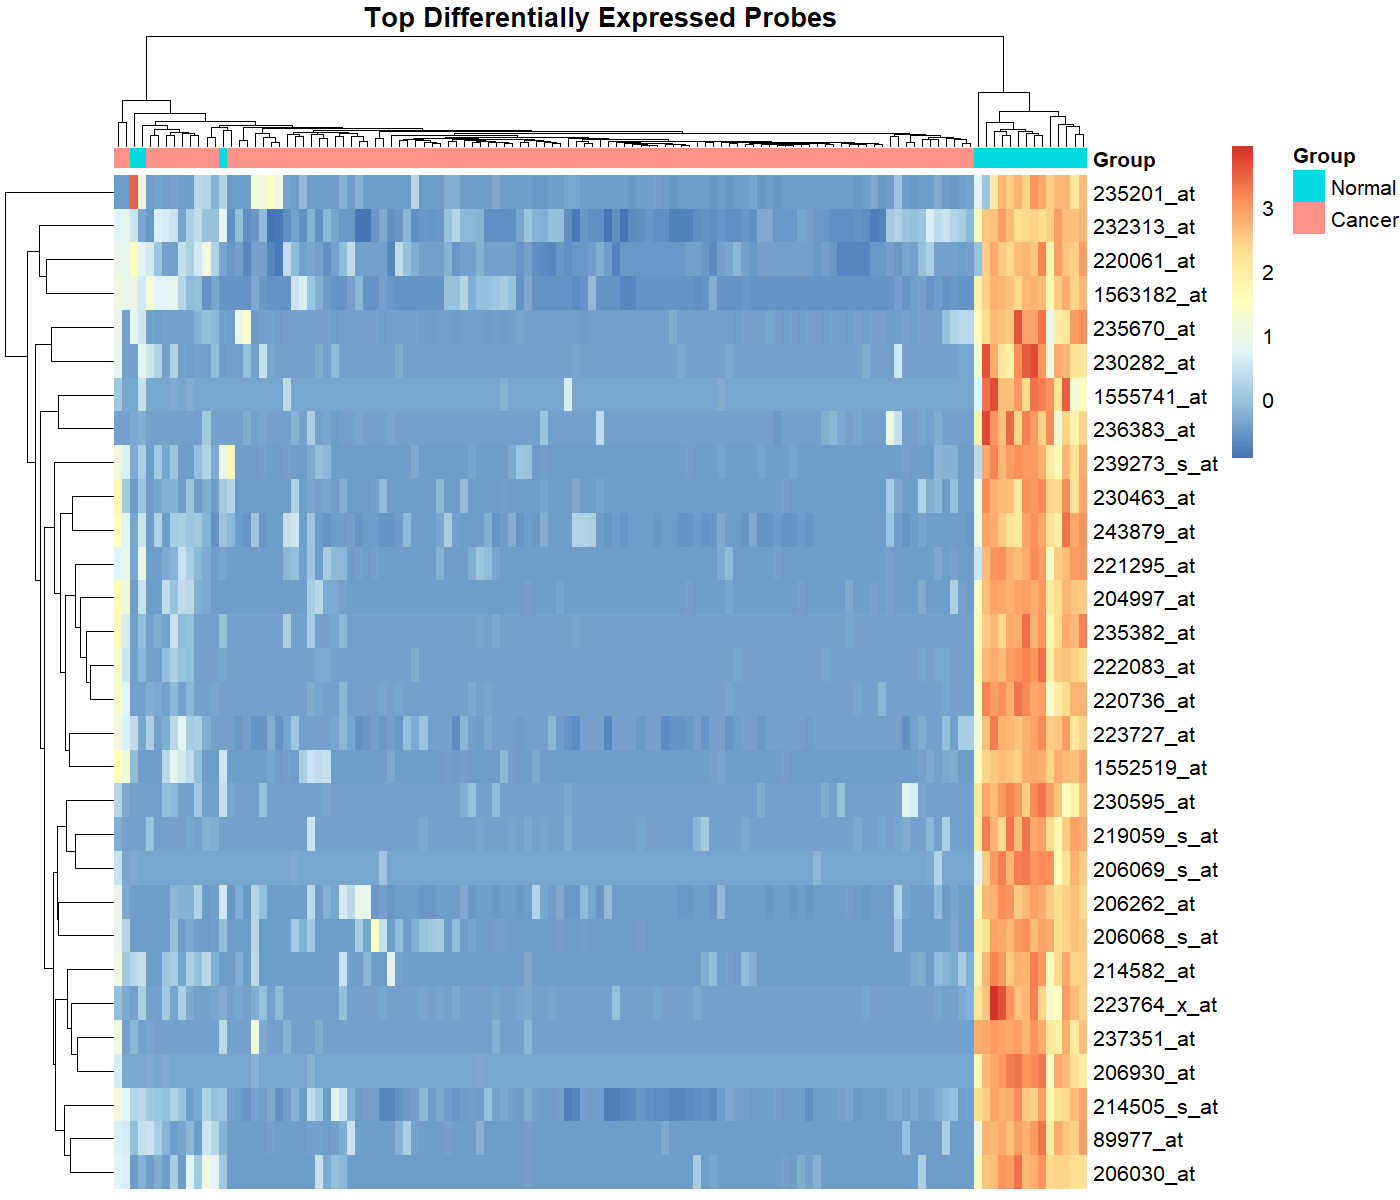 Top Differentially Expressed Probes
Group
235201_at
232313_at
220061_at
1563182_at
235670_at
230282_at
1555741_at
236383_at
239273_s_at
230463_at
243879_at
221295_at
204997_at
235382_at
222083_at
220736_at
223727_at
1552519_at
230595_at
219059_s_at
206069_s_at
206262_at
206068_s_at
214582_at
223764_x_at
237351_at
206930_at
214505_s_at
89977_at
206030_at
3
2
1
0
Group
Normal
Cancer